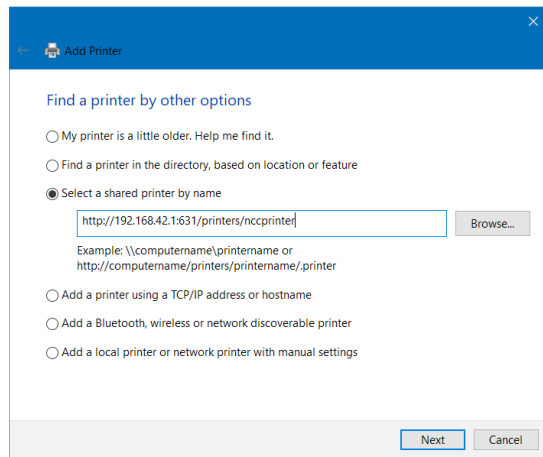 Add Printer
Find a printer by other options
My printer is a little older. Help me find it.
Find a printer in the directory, based on location or feature
Select a shared printer by name
http://192.168.42.1:631/printers/nccprinter
Browse...
Example: \\computername\printername or
http://computername/printers/printername/.printer
Add a printer using a TCP/IP address or hostname
Add a Bluetooth, wireless or network discoverable printer
Add a local printer or network printer with manual settings
Next
Cancel